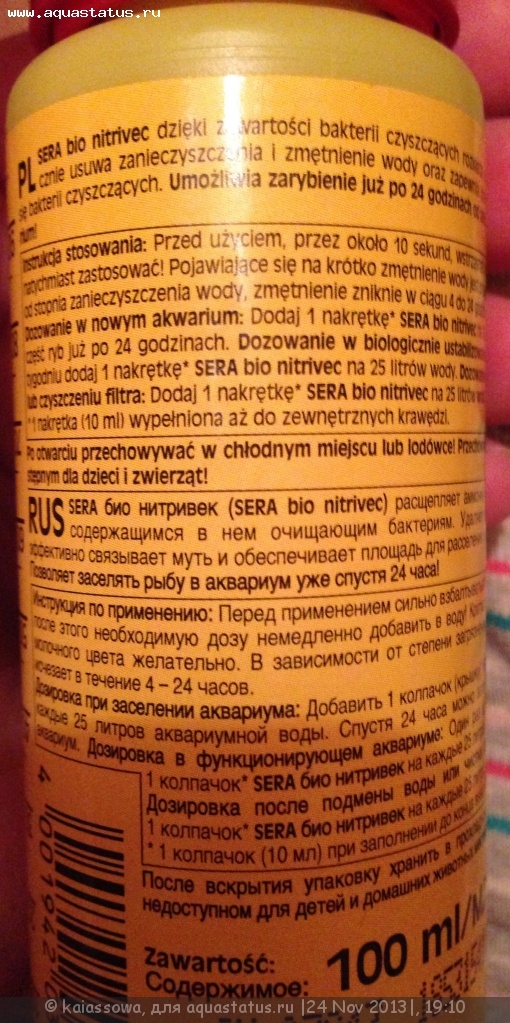 www.aquastatus.ru
PL
SERA bio nitrivec dzięki zawartości bakterii czyszczących
cznie usuwa zanieczyszczenia i zmętnienie wody oraz
się bakterii czyszczących. Umożliwia zarybienie już po 24 godzinach od
rium!
Instrukcja stosowania: Przed użyciem, przez około 10 sekund,
natychmiast zastosować! Pojawiające się na krótko zmętnienie wody jest
od stopnia zanieczyszczenia wody, zmętnienie zniknie w ciągu 4 do 24
Dozowanie w nowym akwarium: Dodaj 1 nakrętkę* SERA bio nitrivec
część ryb już po 24 godzinach. Dozowanie w biologicznie
tygodniu dodaj 1 nakrętkę* SERA bio nitrivec na 25 litrów wody.
lub czyszczeniu filtra: Dodaj 1 nakrętkę* SERA bio nitrivec na 25 litrów
* 1 nakrętka (10 ml) wypełniona aż do zewnętrznych krawędzi.
Po otwarciu przechowywać w chłodnym miejscu lub lodówce!
stępnym dla dzieci i zwierząt!
RUS
SERA био нитривек (SERA bio nitrivec) расщепляет
содержащимся в нем очищающим бактериям.
эффективно связывает муть и обеспечивает площадь для
Позволяет заселять рыбу в аквариум уже спустя 24 часа!
Инструкция по применению: Перед применением сильно
после этого необходимую дозу немедленно добавить в воду!
молочного цвета желательно. В зависимости от степени
исчезает в течение 4 – 24 часов.
Дозировка при заселении аквариума: Добавить 1 колпачок
каждые 25 литров аквариумной воды. Спустя 24 часа можно
аквариум. Дозировка в функционирующем аквариуме: Один
1 колпачок* SERA био нитривек на каждые 25
Дозировка после подмены воды или
1 колпачок* SERA био нитривек на каждые 25
* 1 колпачок (10 мл) при заполнении до конца
После вскрытия упаковку хранить в
недоступном для детей и домашних животных
4 001942
Zawartość:
Содержимое:
100 ml/
© kaiassowa, для aquastatus.ru |24 Nov 2013|, 19:10